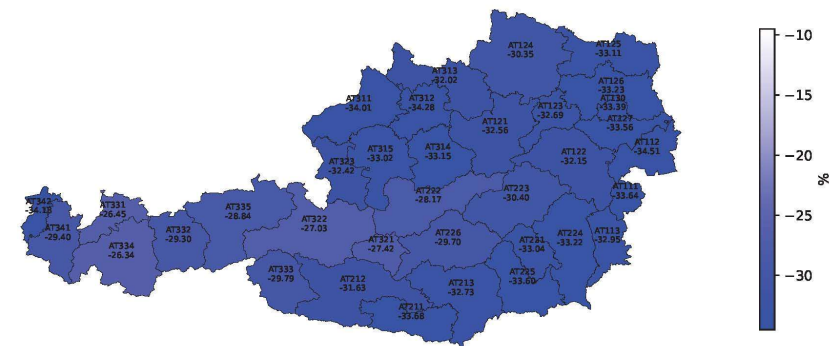 AT124
-30.35
AT125
-33.11
AT313
-32.02
AT126
-33.23
AT311
-34.01
AT312
-34.28
AT123
-32.69
AT130
-33.39
AT121
-32.56
AT127
-33.56
AT112
-34.51
AT315
-33.02
AT314
-33.15
AT122
-32.15
AT323
-32.42
AT111
-33.64
AT222
-28.17
AT223
-30.40
AT342
-34.18
AT331
-26.45
AT335
-28.84
AT322
-27.03
AT341
-29.40
AT332
-29.30
AT334
-26.34
AT321
-27.42
AT226
-29.70
AT221
-33.04
AT224
-33.22
AT113
-32.95
AT333
-29.79
AT212
-31.63
AT213
-32.73
AT225
-33.60
AT211
-33.68
−10
−15
−20
−25
−30
%